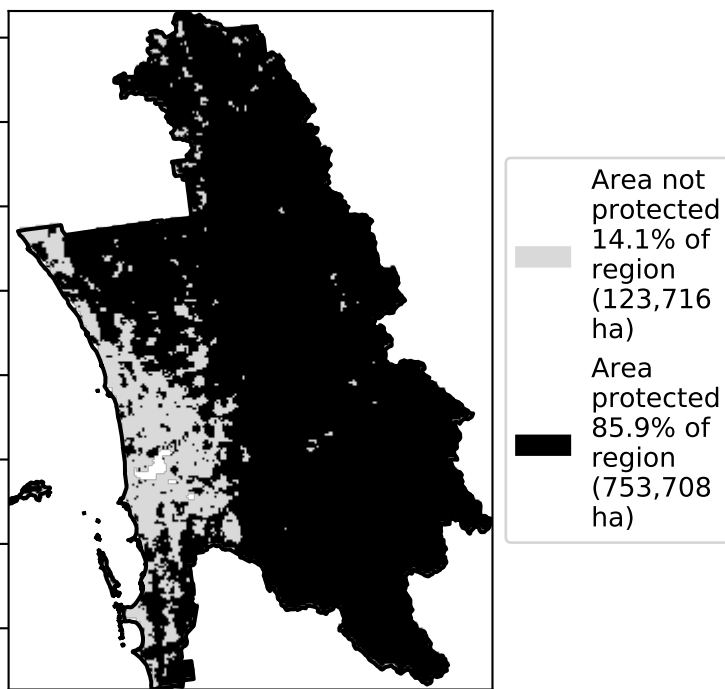 Area not
protected
14.1% of
region
(123,716
ha)
Area
protected
85.9% of
region
(753,708
ha)